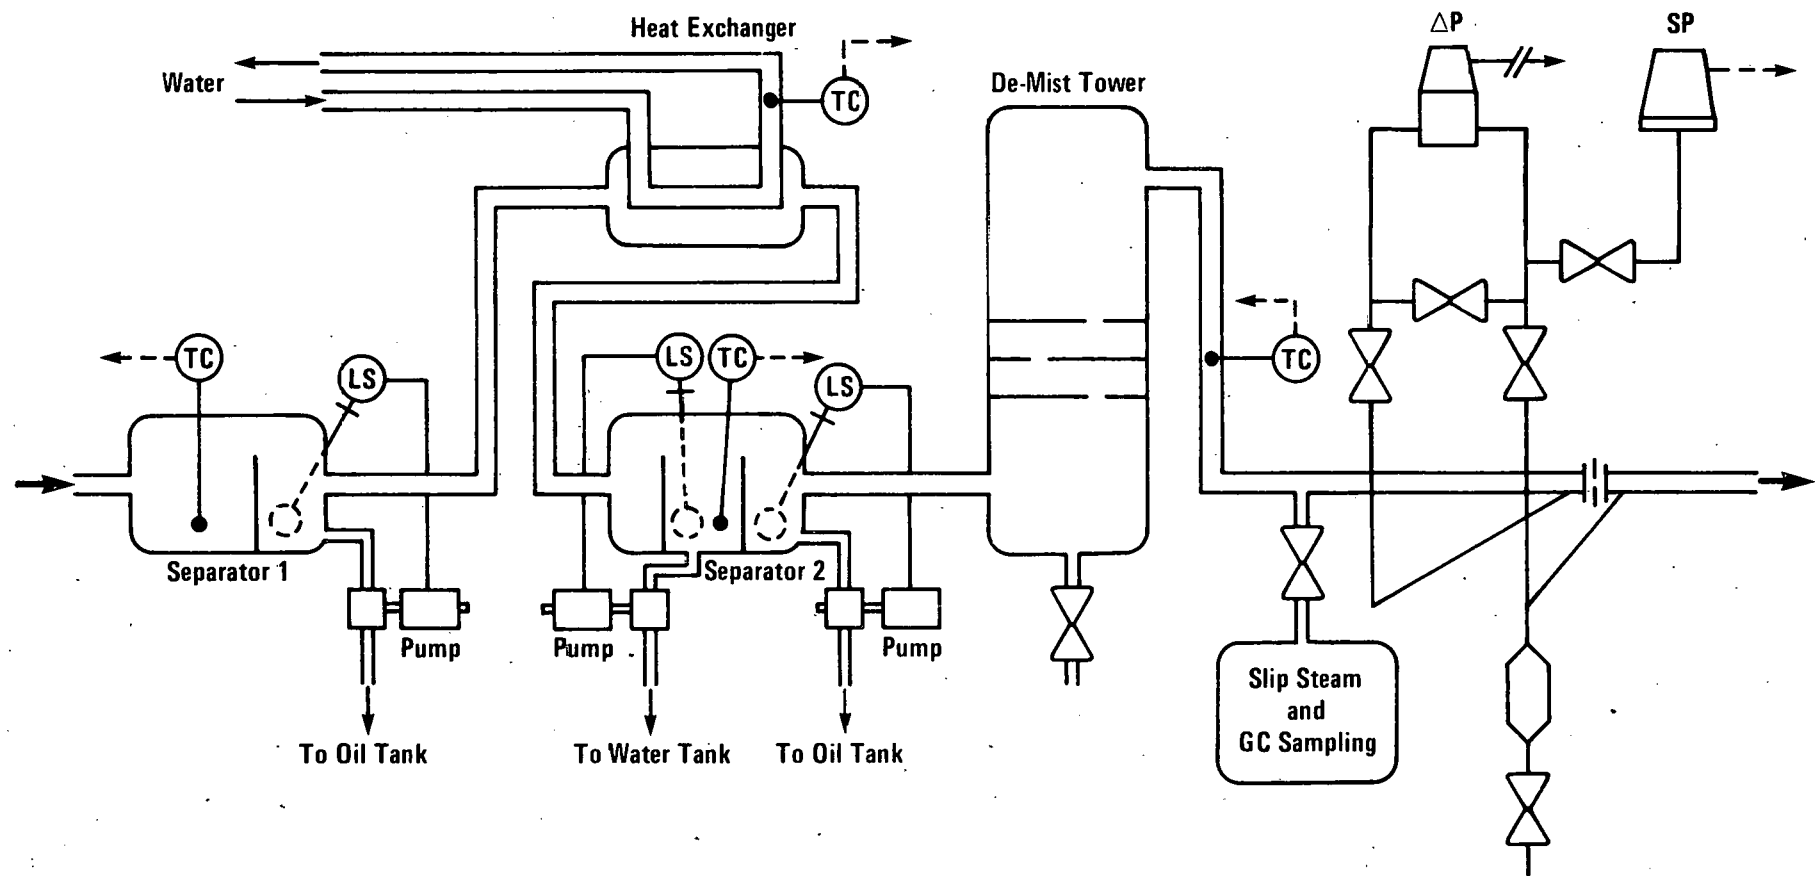 Heat Exchanger
△P
SP
Water
TC
De-Mist Tower
TC
LS
LS
TC
LS
TC
Separator 1
Separator 2
Pump
Pump
Pump
Slip Steam
and
GC Sampling
To Oil Tank
To Water Tank
To Oil Tank